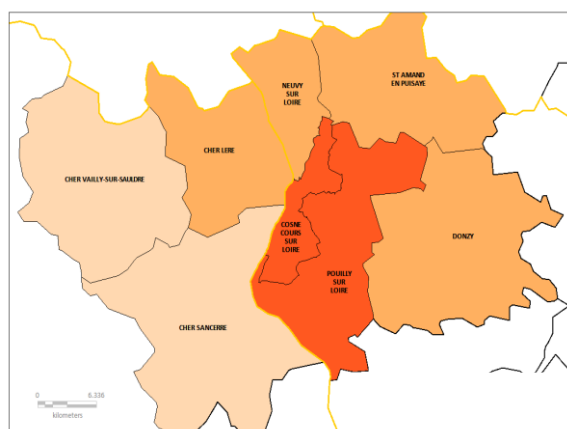 NEUVY
SUR
LOIRE
ST AMAND
EN PUISAYE
CHER LERE
CHER VAILLY-SUR-SAULDRE
COSNE
COURS
SUR
LOIRE
DONZY
POUILLY
SUR
LOIRE
CHER SANCERRE
0 6.336
kilometers